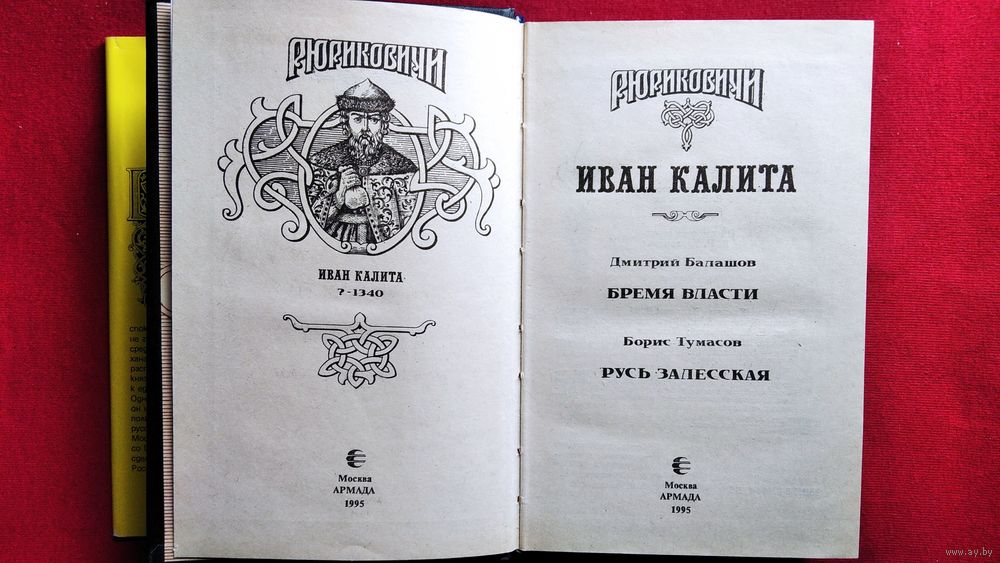 РЮРИКОВИЧИ
ИВАН КАЛИТА
?-1340
Москва
АРМАДА
1995
РЮРИКОВИЧИ
ИВАН КАЛИТА
Дмитрий Балашов
БРЕМЯ ВЛАСТИ
Борис Тумасов
РУСЬ ЗАЛЕССКАЯ
Москва
АРМАДА
1995
www.ay.by